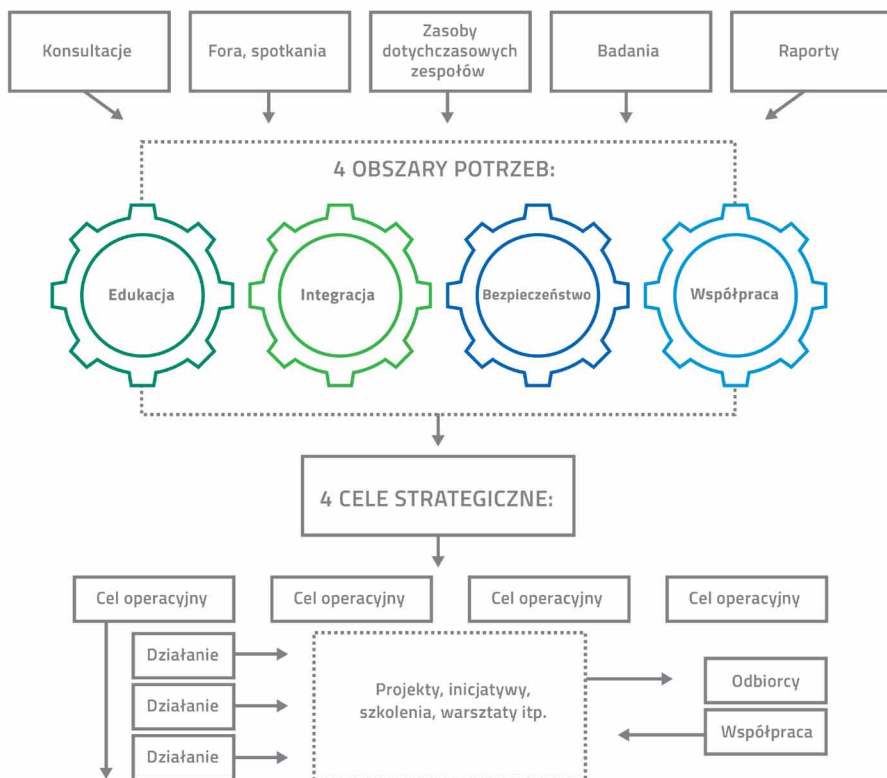 Konsultacje
Fora, spotkania
Zasoby
dotychczasowych
zespołów
Badania
Raporty
4 OBSZARY POTRZEB:
Edukacja
Integracja
Bezpieczeństwo
Współpraca
4 CELE STRATEGICZNE:
Cel operacyjny
Cel operacyjny
Cel operacyjny
Cel operacyjny
Działanie
Działanie
Działanie
Projekty, inicjatywy,
szkolenia, warsztaty itp.
Odbiorcy
Współpraca